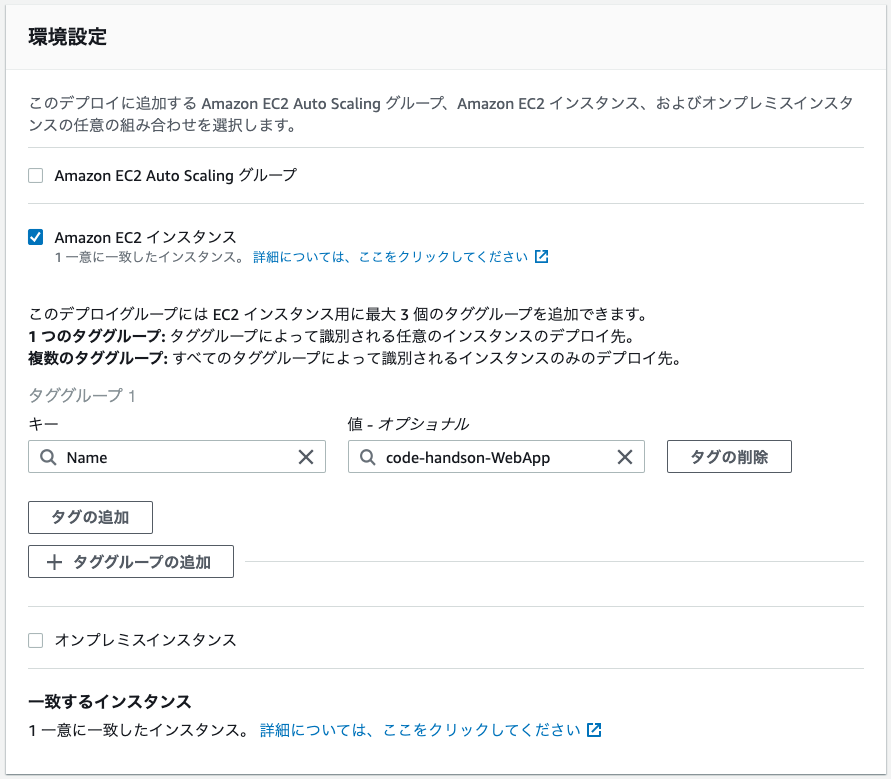 環境設定
このデプロイに追加する Amazon EC2 Auto Scaling グループ、Amazon EC2 インスタンス、およびオンプレミスインスタ
ンスの任意の組み合わせを選択します。
Amazon EC2 Auto Scaling グループ
Amazon EC2 インスタンス
1 一意に一致したインスタンス。 詳細については、ここをクリックしてください
このデプロイグループには EC2 インスタンス用に最大 3 個のタググループを追加できます。
1 つのタググループ: タググループによって識別される任意のインスタンスのデプロイ先。
複数のタググループ: すべてのタググループによって識別されるインスタンスのみのデプロイ先。
タググループ 1
キー 値 - オプショナル
Name code-handson-WebApp タグの削除
タグの追加
タググループの追加
オンプレミスインスタンス
一致するインスタンス
1 一意に一致したインスタンス。 詳細については、ここをクリックしてください